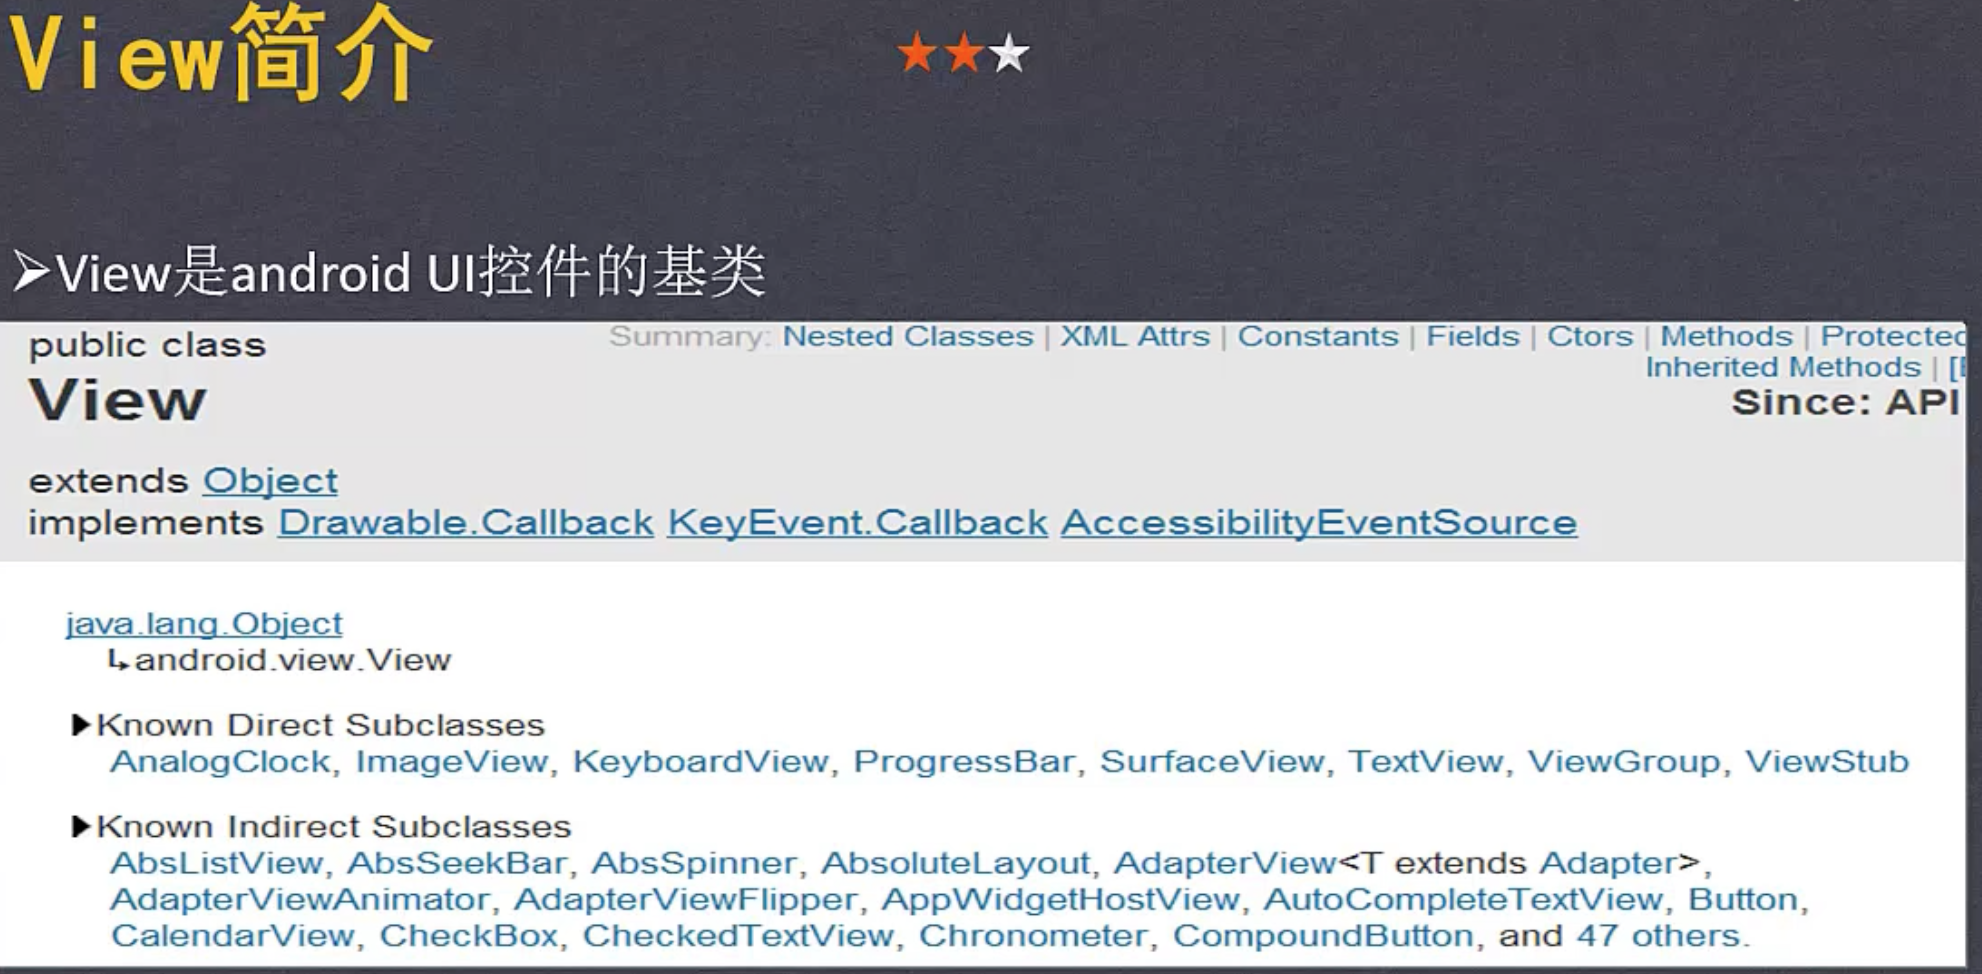 View简介
➢View是android UI控件的基类
public class
View
Summary: Nested Classes | XML Attrs | Constants | Fields | Ctors | Methods | Protected
Inherited Methods | [
Since: API
extends Object
implements Drawable.Callback KeyEvent.Callback AccessibilityEventSource
java.lang.Object
↳android.view.View
▶Known Direct Subclasses
AnalogClock, ImageView, KeyboardView, ProgressBar, SurfaceView, TextView, ViewGroup, ViewStub
▶Known Indirect Subclasses
AbsListView, AbsSeekBar, AbsSpinner, AbsoluteLayout, AdapterView<T extends Adapter>,
AdapterViewAnimator, AdapterViewFlipper, AppWidgetHostView, AutoCompleteTextView, Button,
CalendarView, CheckBox, CheckedTextView, Chronometer, CompoundButton, and 47 others.